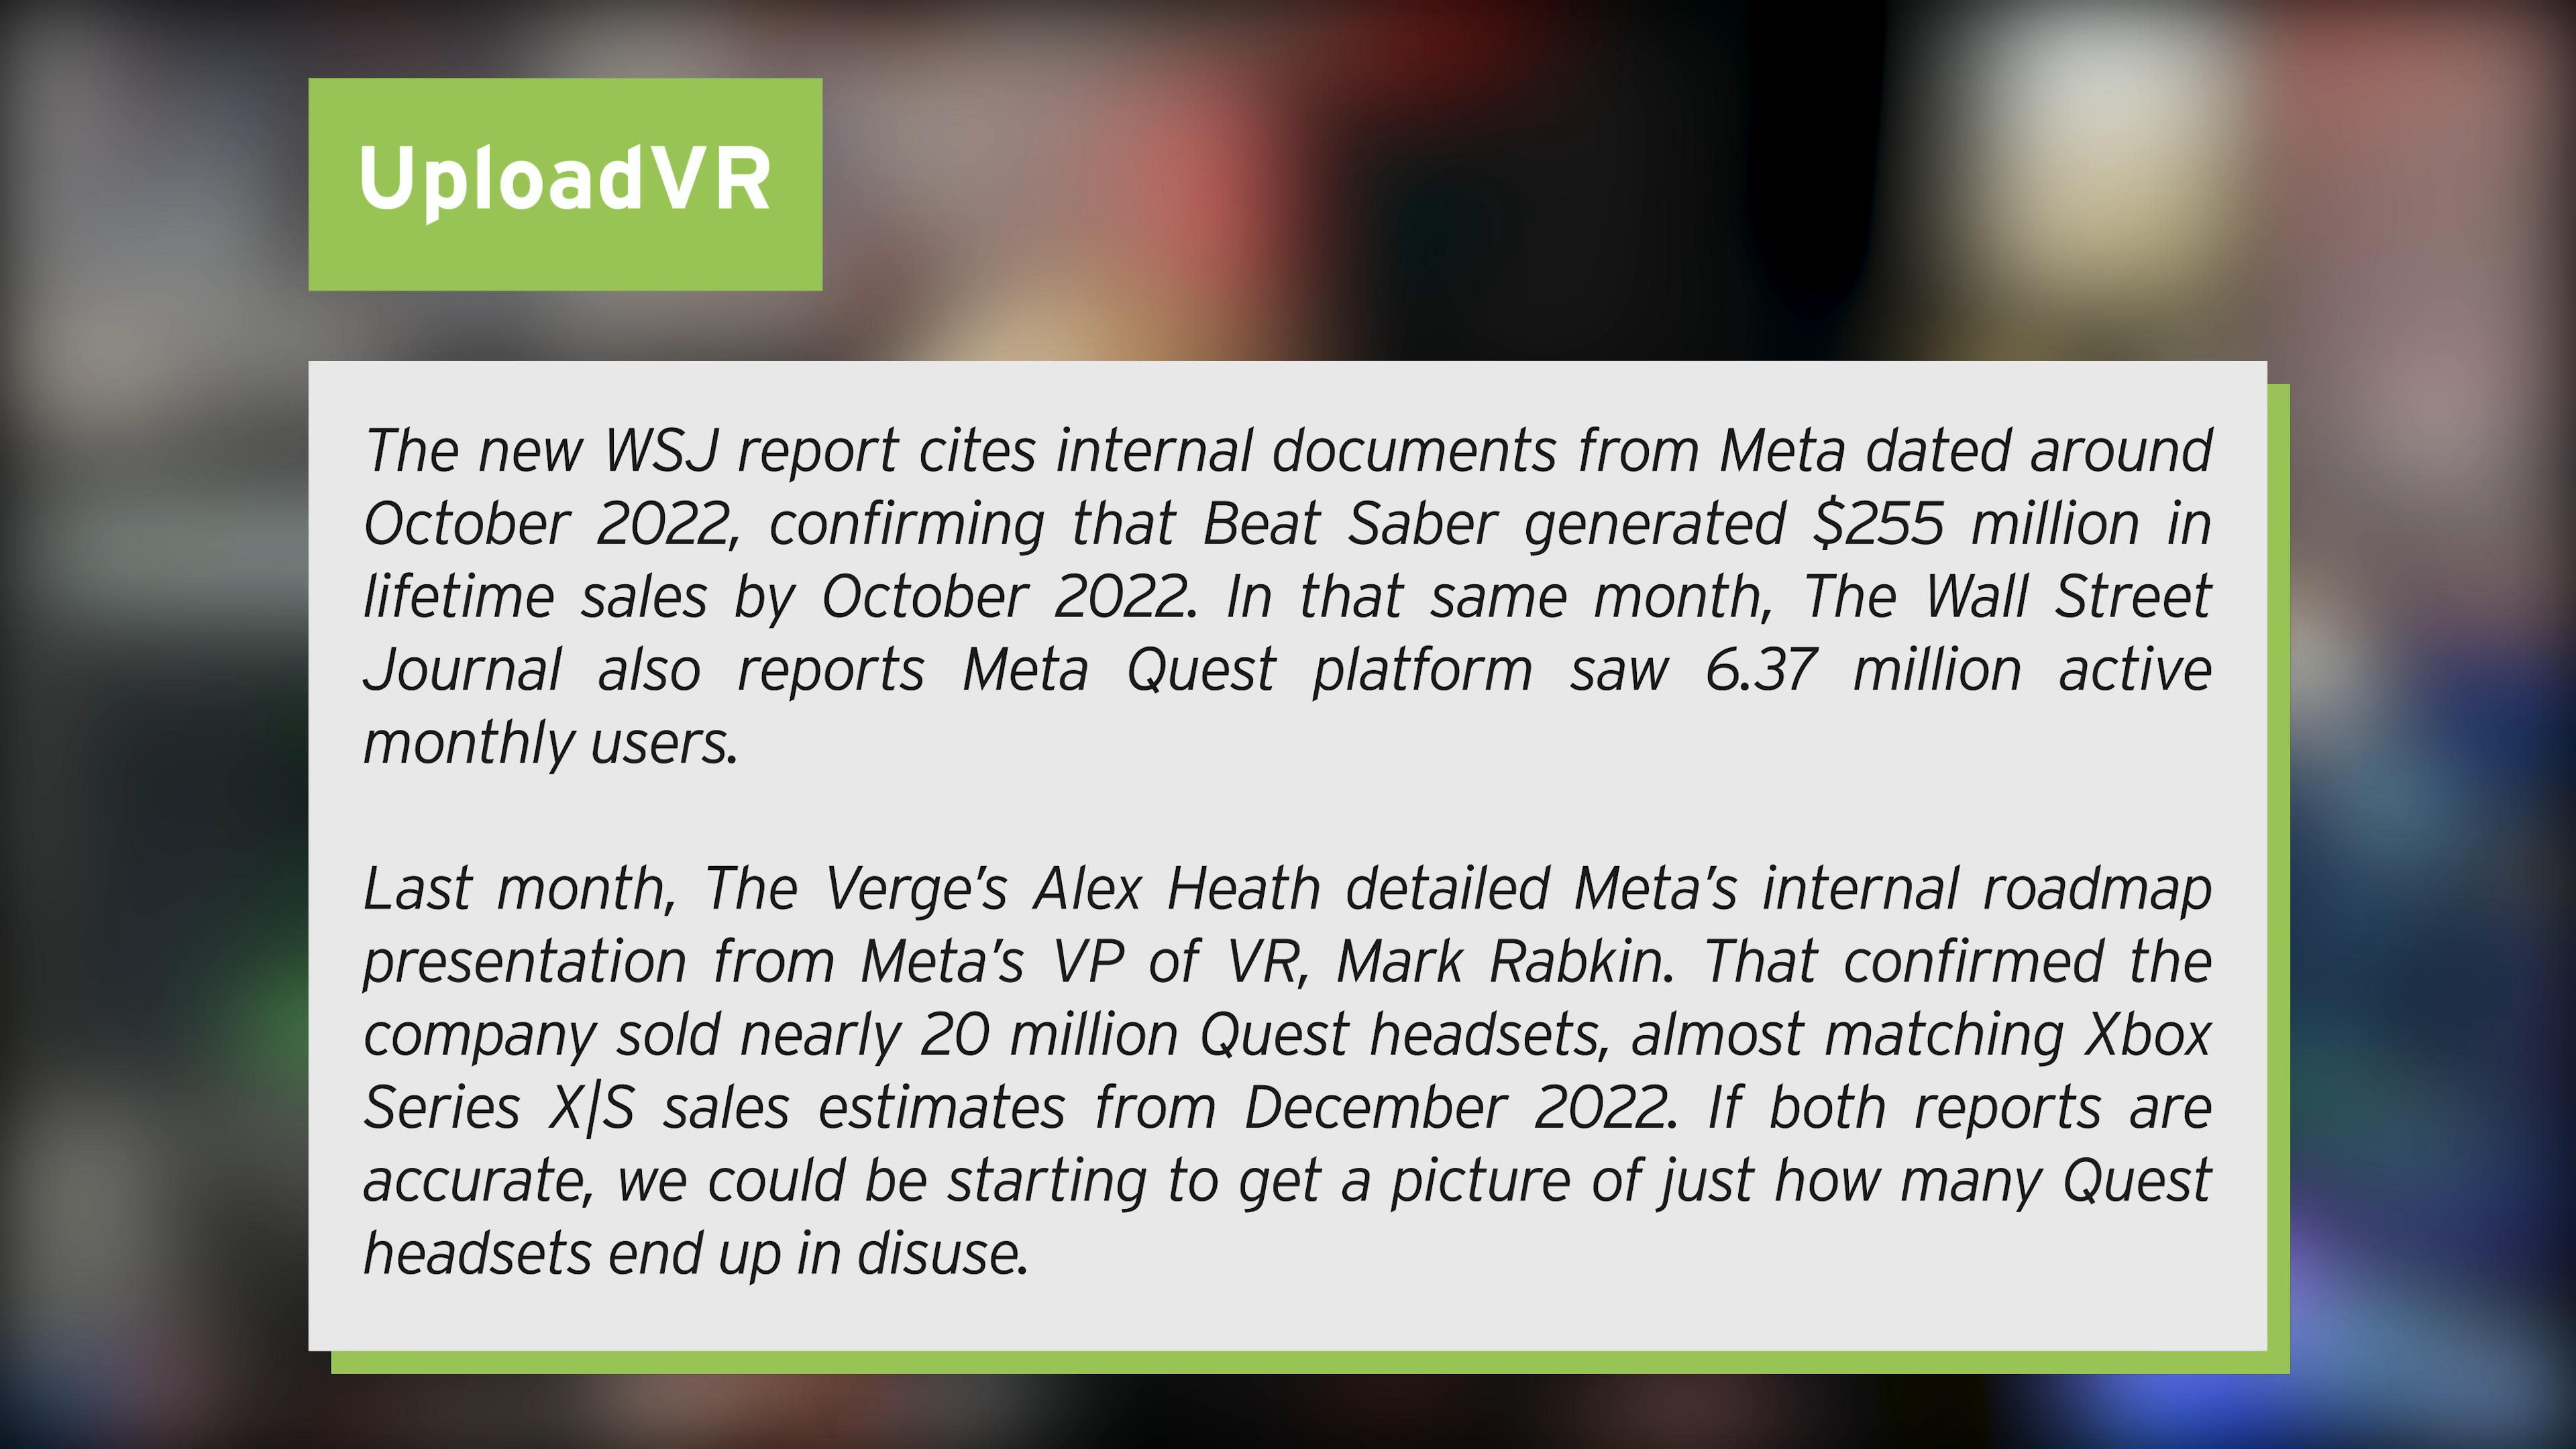 UploadVR
The new WSJ report cites internal documents from Meta dated around
October 2022, confirming that Beat Saber generated $255 million in
lifetime sales by October 2022. In that same month, The Wall Street
Journal also reports Meta Quest platform saw 6.37 million active
monthly users.
Last month, The Verge’s Alex Heath detailed Meta’s internal roadmap
presentation from Meta’s VP of VR, Mark Rabkin. That confirmed the
company sold nearly 20 million Quest headsets, almost matching Xbox
Series X|S sales estimates from December 2022. If both reports are
accurate, we could be starting to get a picture of just how many Quest
headsets end up in disuse.